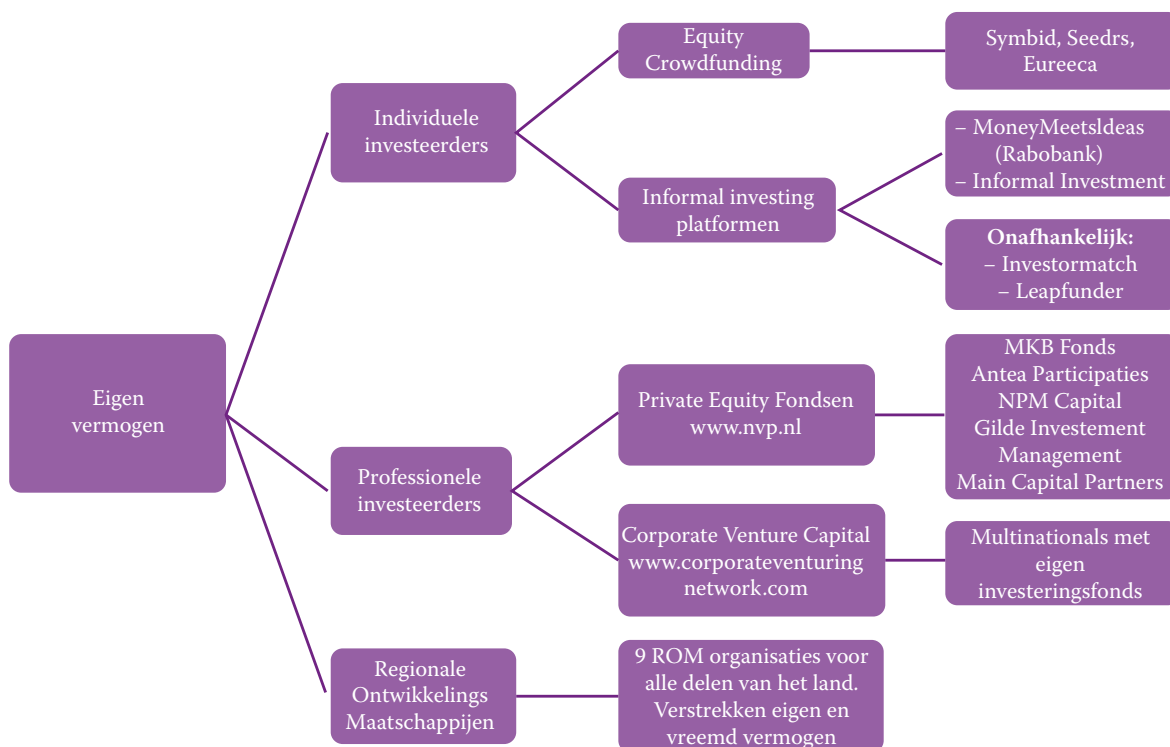 Eigen
vermogen
Individuele
investeerders
Equity
Crowdfunding
Symbid, Seedrs,
Eureeca
Informal investing
platformen
– MoneyMeetsIdeas
(Rabobank)
– Informal Investment
Onafhankelijk:
– Investormatch
– Leapfunder
Professionele
investeerders
Private Equity Fondsen
www.nvp.nl
MKB Fonds
Antea Participaties
NPM Capital
Gilde Investement
Management
Main Capital Partners
Corporate Venture Capital
www.corporateventuring
network.com
Multinationals met
eigen
investeringsfonds
Regionale
Ontwikkelings
Maatschappijen
9 ROM organisaties voor
alle delen van het land.
Verstrekken eigen en
vreemd vermogen